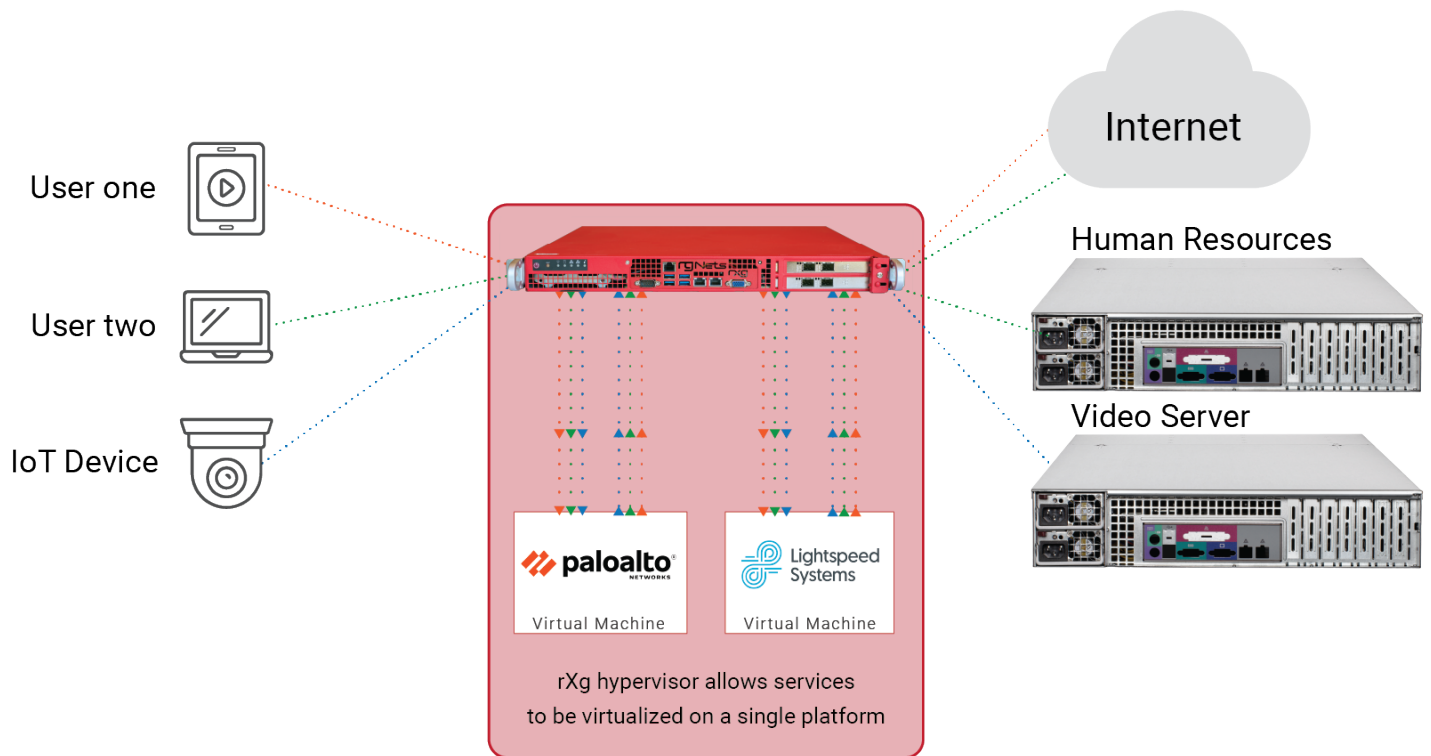 Internet
User one
Human Resources
rgNets
rXg
User two
Video Server
IoT Device
paloalto
NETWORKS
Lightspeed
Systems
Virtual Machine
Virtual Machine
rXg hypervisor allows services
to be virtualized on a single platform